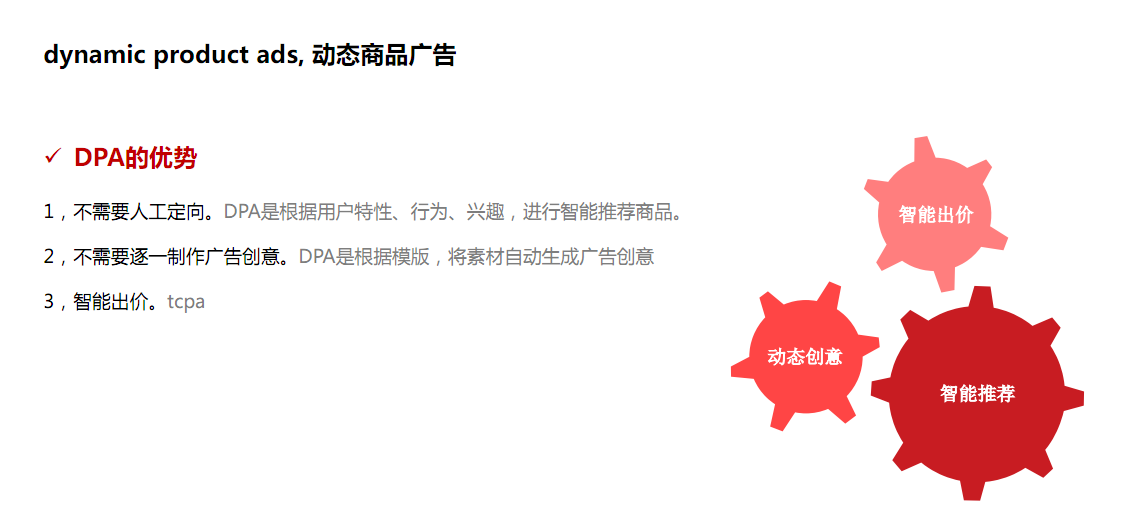 dynamic product ads, 动态商品广告
✓ DPA的优势
1，不需要人工定向。DPA是根据用户特性、行为、兴趣，进行智能推荐商品。
2，不需要逐一制作广告创意。DPA是根据模版，将素材自动生成广告创意
3，智能出价。tcpa
智能出价
动态创意
智能推荐